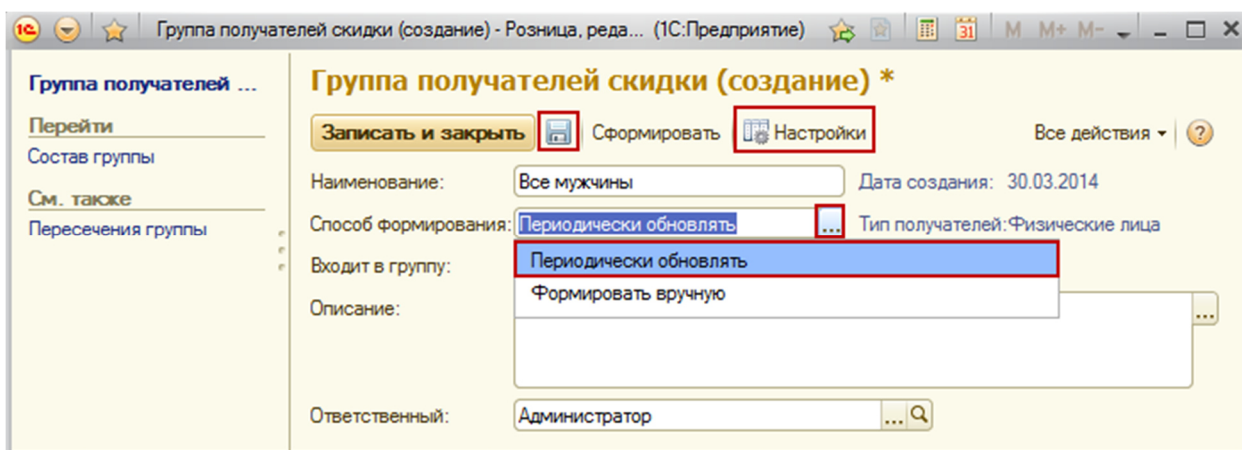 Группа получателей скидки (создание) - Розница, реда... (1С:Предприятие) 31 M M+ M-
Группа получателей ...
Перейти
Состав группы
См. также
Пересечения группы
Группа получателей скидки (создание) *
Записать и закрыть Сформировать Настройки Все действия ?
Наименование: Все мужчины Дата создания: 30.03.2014
Способ формирования: Периодически обновлять ... Тип получателей: Физические лица
Входит в группу: Периодически обновлять
Формировать вручную
Описание: ...
Ответственный: Администратор ...